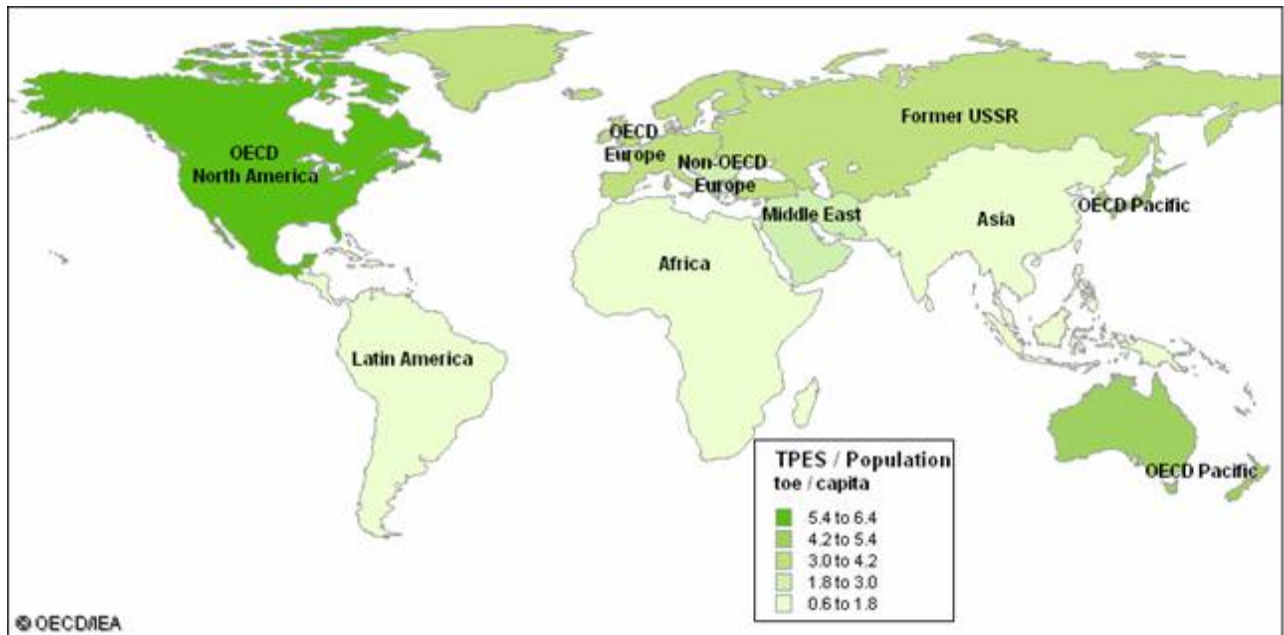 OECD
North America
Latin America
OECD
Europe
Non-OECD
Europe
Former USSR
Middle East
Africa
Asia
OECD Pacific
OECD Pacific
TPES / Population
toe / capita
5.4 to 6.4
4.2 to 5.4
3.0 to 4.2
1.8 to 3.0
0.6 to 1.8
© OECD/IEA